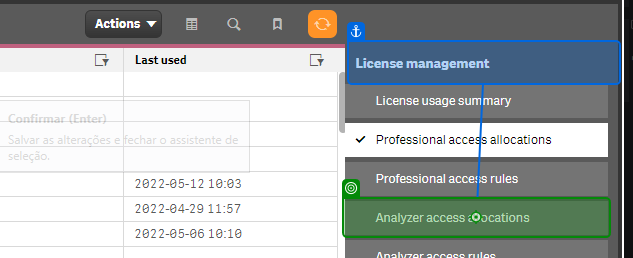 Actions
Last used
License management
License usage summary
Confirmar (Enter)
Salvar as alterações e fechar o assistente de
seleção.
Professional access allocations
Professional access rules
2022-05-12 10:03
2022-04-29 11:57
2022-05-06 10:10
Analyzer access allocations
Analyzer access rules